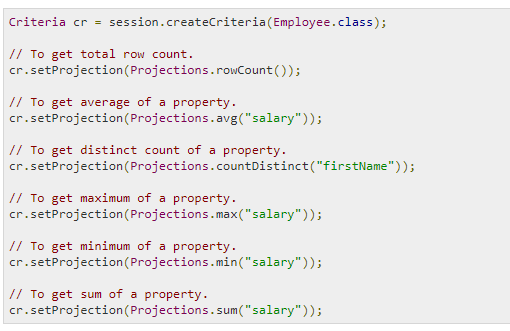 Criteria cr = session.createCriteria(Employee.class);
// To get total row count.
cr.setProjection(Projections.rowCount());
// To get average of a property.
cr.setProjection(Projections.avg("salary"));
// To get distinct count of a property.
cr.setProjection(Projections.countDistinct("firstName"));
// To get maximum of a property.
cr.setProjection(Projections.max("salary"));
// To get minimum of a property.
cr.setProjection(Projections.min("salary"));
// To get sum of a property.
cr.setProjection(Projections.sum("salary"));